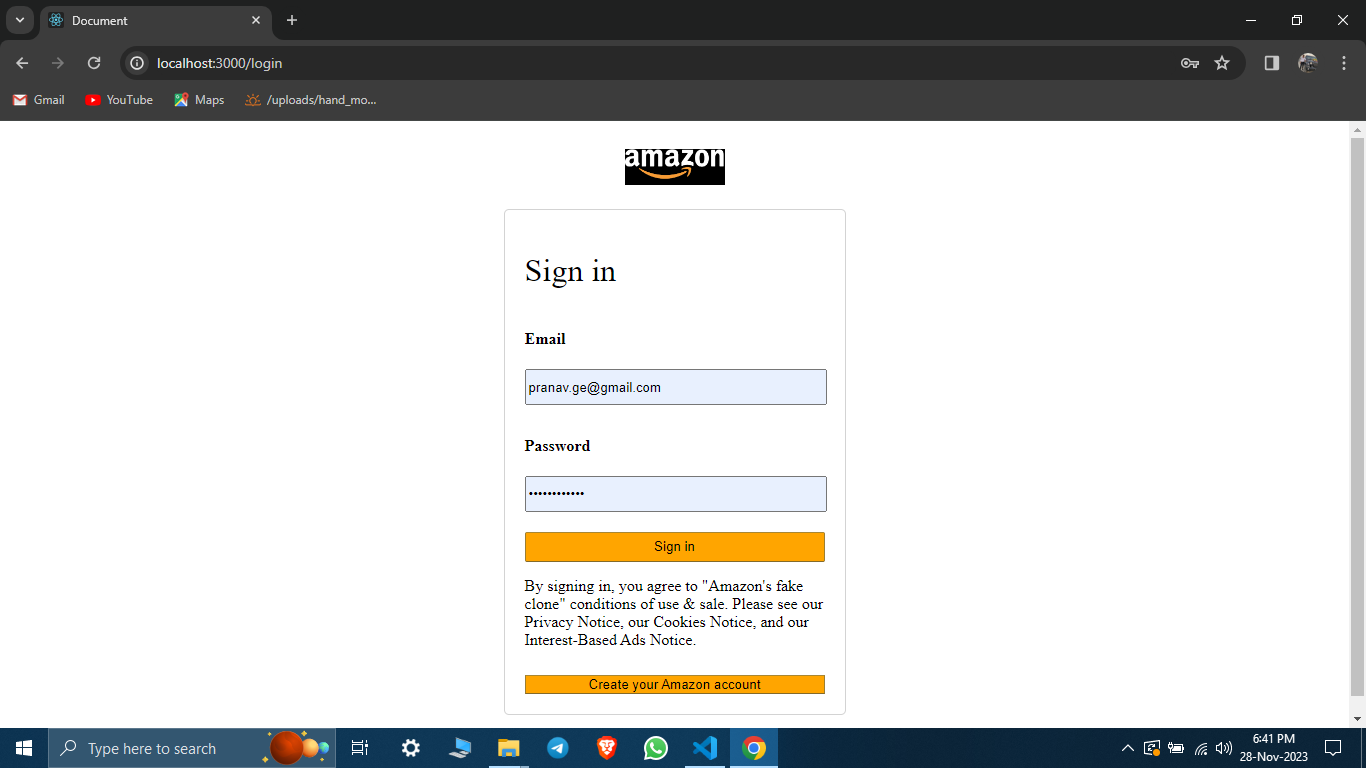 Document
localhost:3000/login
Gmail
YouTube
Maps
/uploads/hand_mo...
amazon
Sign in
Email
pranav.ge@gmail.com
Password
••••••••••••
Sign in
By signing in, you agree to "Amazon's fake
clone" conditions of use & sale. Please see our
Privacy Notice, our Cookies Notice, and our
Interest-Based Ads Notice.
Create your Amazon account
Type here to search
6:41 PM
28-Nov-2023